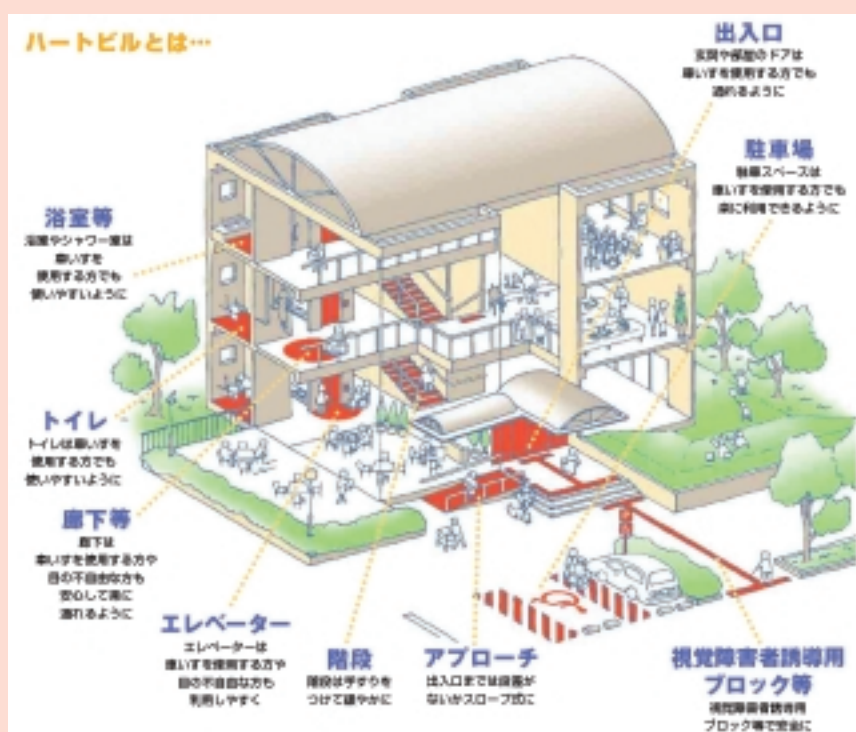 ハートビルとは…
出入口
玄関や部屋のドアは
車いすを使用する方でも
通れるように
駐車場
駐車スペースは
車いすを使用する方でも
楽に利用できるように
浴室等
浴室やシャワー室は
車いすを
使用する方でも
使いやすいように
トイレ
トイレは車いすを
使用する方でも
使いやすいように
廊下等
廊下は
車いすを使用する方や
目の不自由な方も
安心して
通れるように
エレベーター
エレベーターは
車いすを使用する方や
目の不自由な方も
利用しやすく
階段
階段は手すりを
つけて緩やかに
アプローチ
出入口までは段差が
ないかスロープ式に
視覚障害者誘導用
ブロック等
視覚障害者誘導用
ブロック等で安全に